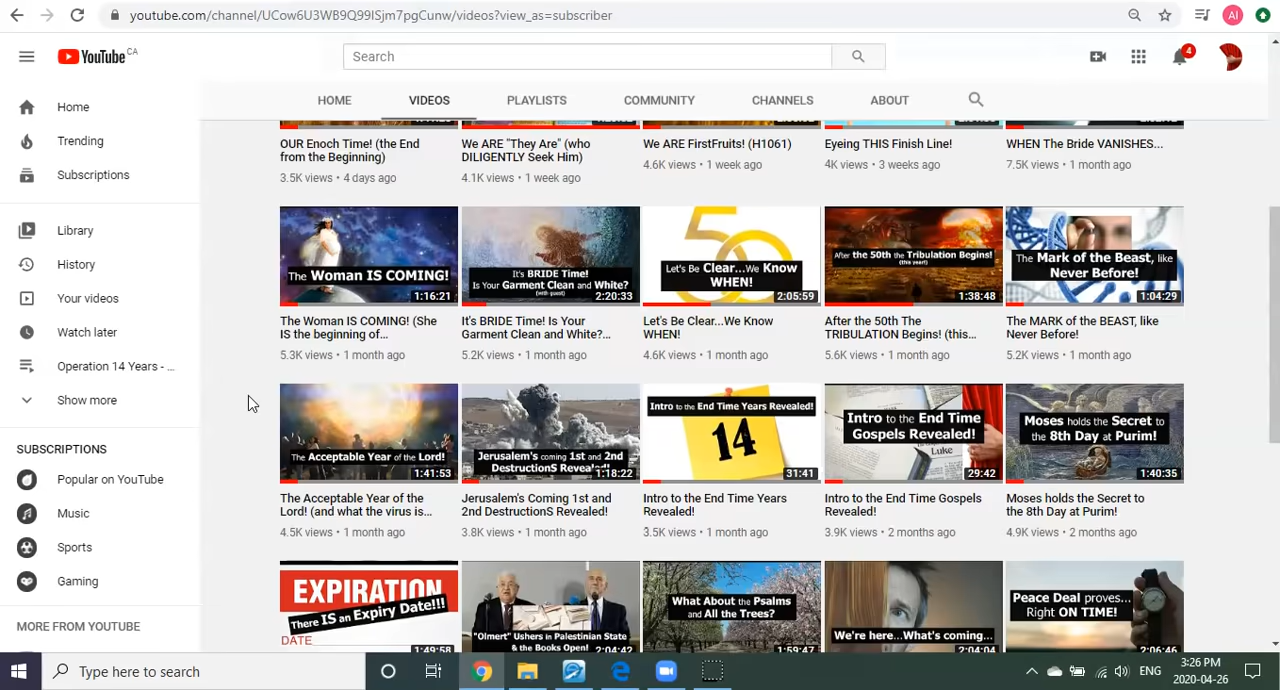 youtube.com/channel/UCow6U3WB9Q99ISjm7pgCunw/videos?view_as=subscriber
AI
YouTube CA
Search
4
HOME VIDEOS PLAYLISTS COMMUNITY CHANNELS ABOUT
Home
Trending
Subscriptions
Library
History
Your videos
Watch later
Operation 14 Years - ...
Show more
SUBSCRIPTIONS
Popular on YouTube
Music
Sports
Gaming
MORE FROM YOUTUBE
OUR Enoch Time! (the End
from the Beginning)
3.5K views • 4 days ago
We ARE "They Are" (who
DILIGENTLY Seek Him)
4.1K views • 1 week ago
We ARE FirstFruits! (H1061)
4.6K views • 1 week ago
Eyeing THIS Finish Line!
4K views • 3 weeks ago
WHEN The Bride VANISHES...
7.5K views • 1 month ago
The Woman IS COMING!
1:16:21
The Woman IS COMING! (She
IS the beginning of...
5.3K views • 1 month ago
It's BRIDE Time!
Is Your Garment Clean and White?
(with guest)
2:20:33
It's BRIDE Time! Is Your
Garment Clean and White?...
5.2K views • 1 month ago
50
Let's Be Clear...We Know
WHEN!
2:05:59
Let's Be Clear...We Know
WHEN!
4.6K views • 1 month ago
After the 50th the Tribulation Begins!
(this year!)
1:38:48
After the 50th The
TRIBULATION Begins! (this...
5.6K views • 1 month ago
The Mark of the Beast, like
Never Before!
1:04:29
The MARK of the BEAST, like
Never Before!
5.2K views • 1 month ago
The Acceptable Year of the Lord!
1:41:53
The Acceptable Year of the
Lord! (and what the virus is...
4.5K views • 1 month ago
Jerusalem's coming 1st and 2nd
DestructionS Revealed!
1:18:22
Jerusalem's Coming 1st and
2nd DestructionS Revealed!
3.8K views • 1 month ago
Intro to the End Time Years Revealed!
14
31:41
Intro to the End Time Years
Revealed!
3.5K views • 1 month ago
Intro to the End Time
Gospels Revealed!
Luke
29:42
Intro to the End Time Gospels
Revealed!
3.9K views • 2 months ago
Moses holds the Secret to
the 8th Day at Purim!
1:40:35
Moses holds the Secret to
the 8th Day at Purim!
4.9K views • 2 months ago
EXPIRATION
There IS an Expiry Date!!!
DATE
1:49:58
"Olmert" Ushers in Palestinian State
& the Books Open!
2:04:42
What About the Psalms
and All the Trees?
1:59:47
We're here...What's coming...
2:04:04
Peace Deal proves...
Right ON TIME!
2:06:46
Type here to search
ENG
3:26 PM
2020-04-26